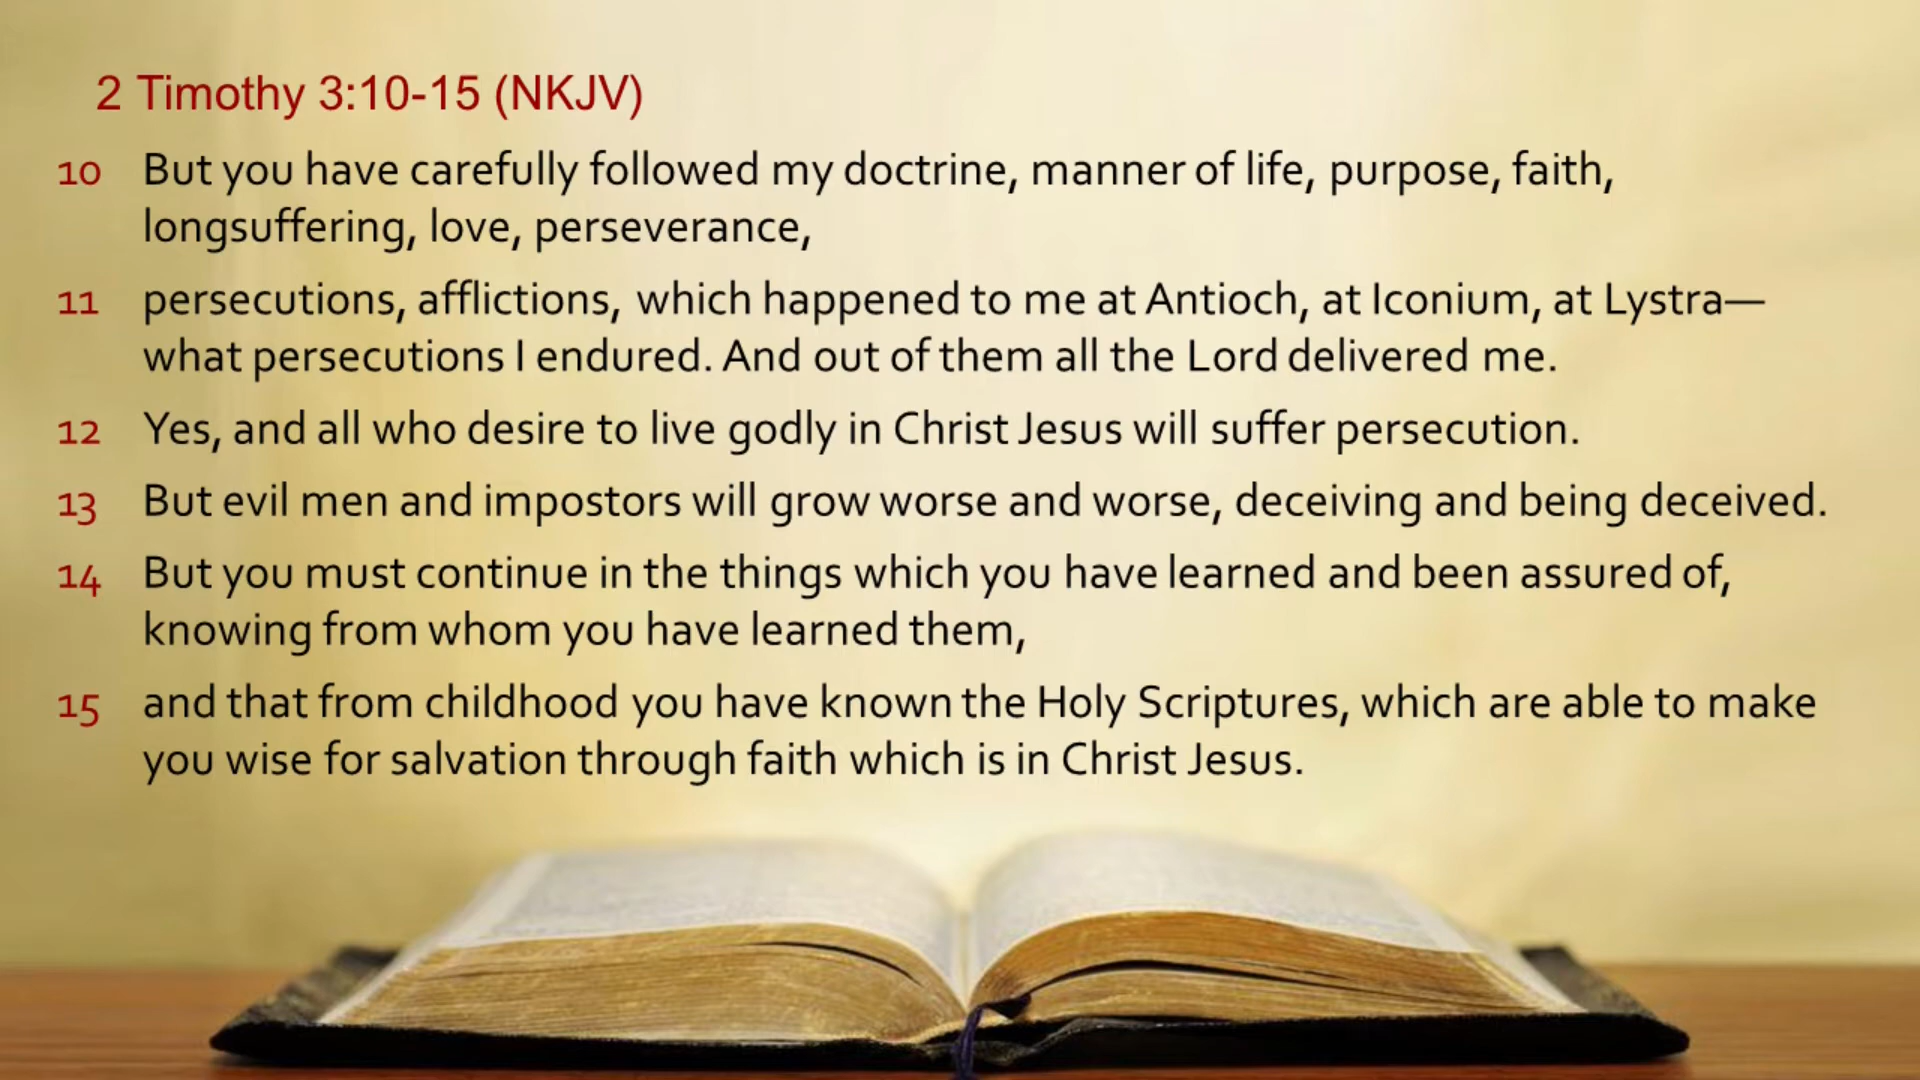 2 Timothy 3:10-15 (NKJV)
10 But you have carefully followed my doctrine, manner of life, purpose, faith,
longsuffering, love, perseverance,
11 persecutions, afflictions, which happened to me at Antioch, at Iconium, at Lystra—
what persecutions I endured. And out of them all the Lord delivered me.
12 Yes, and all who desire to live godly in Christ Jesus will suffer persecution.
13 But evil men and impostors will grow worse and worse, deceiving and being deceived.
14 But you must continue in the things which you have learned and been assured of,
knowing from whom you have learned them,
15 and that from childhood you have known the Holy Scriptures, which are able to make
you wise for salvation through faith which is in Christ Jesus.